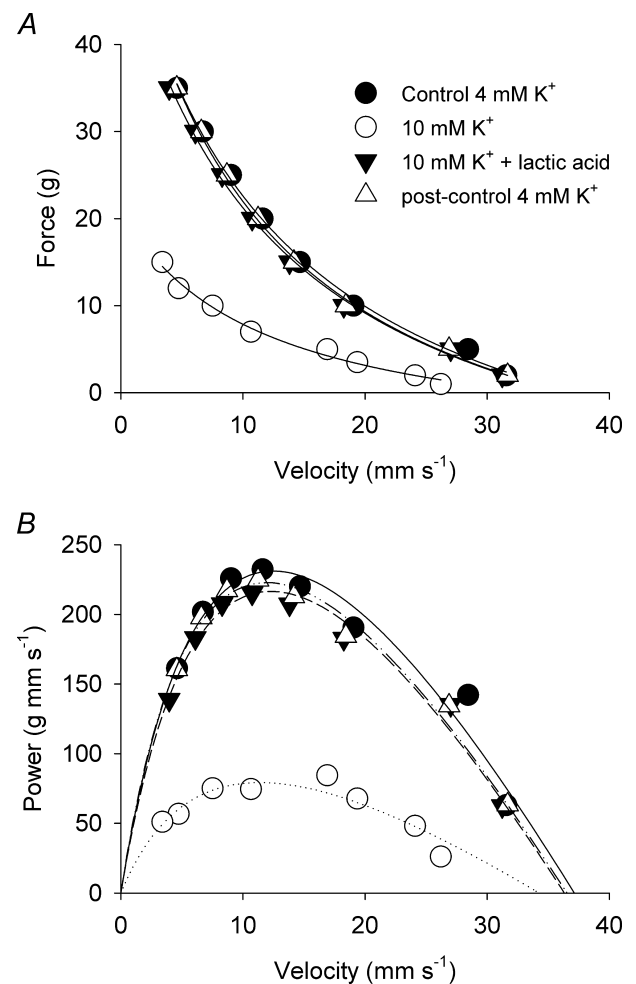 A
40
30
20
10
0
Force (g)
Control 4 mM K⁺
10 mM K⁺
10 mM K⁺ + lactic acid
post-control 4 mM K⁺
0 10 20 30 40
Velocity (mm s⁻¹)
B
250
200
150
100
50
0
Power (g mm s⁻¹)
0 10 20 30 40
Velocity (mm s⁻¹)